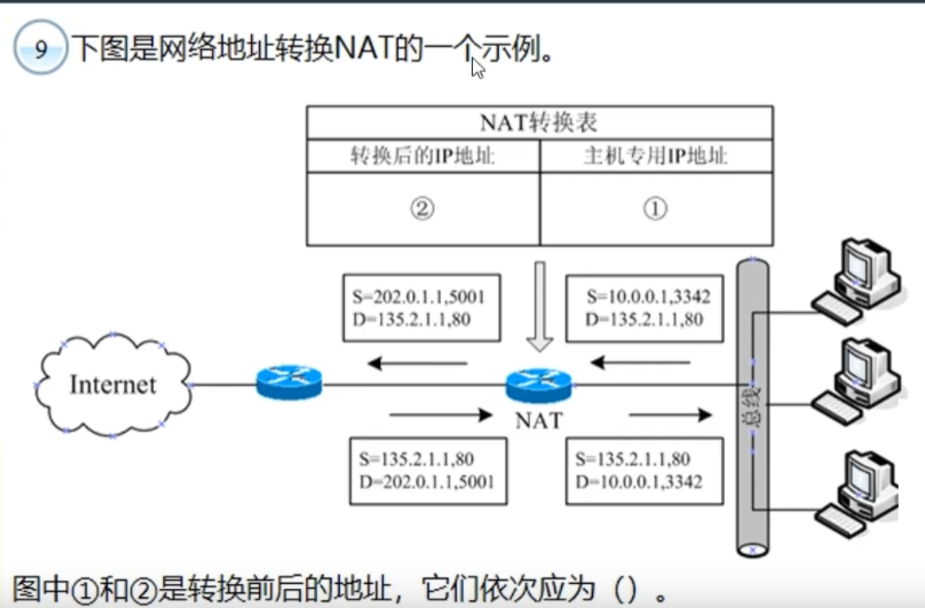 9 下图是网络地址转换NAT的一个示例。
NAT转换表
转换后的IP地址 主机专用IP地址
② ①
S=202.0.1.1,5001
D=135.2.1.1,80
S=10.0.0.1,3342
D=135.2.1.1,80
Internet
NAT
总线
S=135.2.1.1,80
D=202.0.1.1,5001
S=135.2.1.1,80
D=10.0.0.1,3342
图中①和②是转换前后的地址，它们依次应为（）。